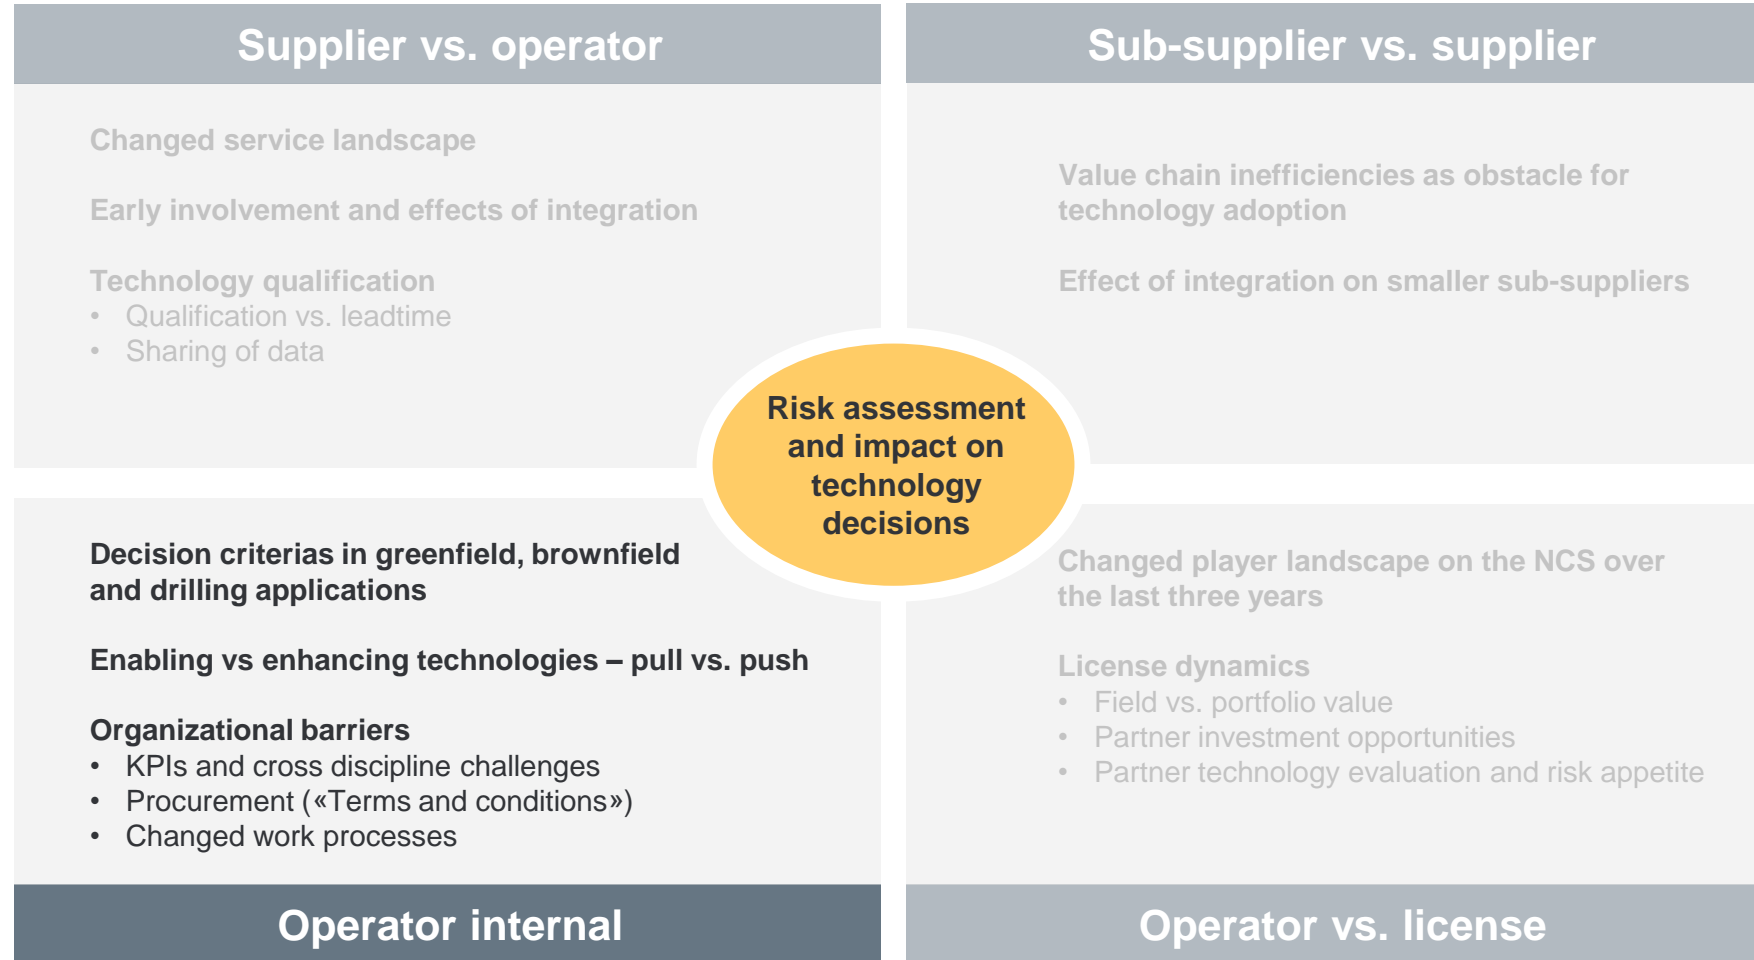 Supplier vs. operator
Changed service landscape
Early involvement and effects of integration
Technology qualification
• Qualification vs. leadtime
• Sharing of data
Sub-supplier vs. supplier
Value chain inefficiencies as obstacle for
technology adoption
Effect of integration on smaller sub-suppliers
Risk assessment
and impact on
technology
decisions
Decision criterias in greenfield, brownfield
and drilling applications
Enabling vs enhancing technologies – pull vs. push
Organizational barriers
• KPIs and cross discipline challenges
• Procurement («Terms and conditions»)
• Changed work processes
Operator internal
Changed player landscape on the NCS over
the last three years
License dynamics
• Field vs. portfolio value
• Partner investment opportunities
• Partner technology evaluation and risk appetite
Operator vs. license